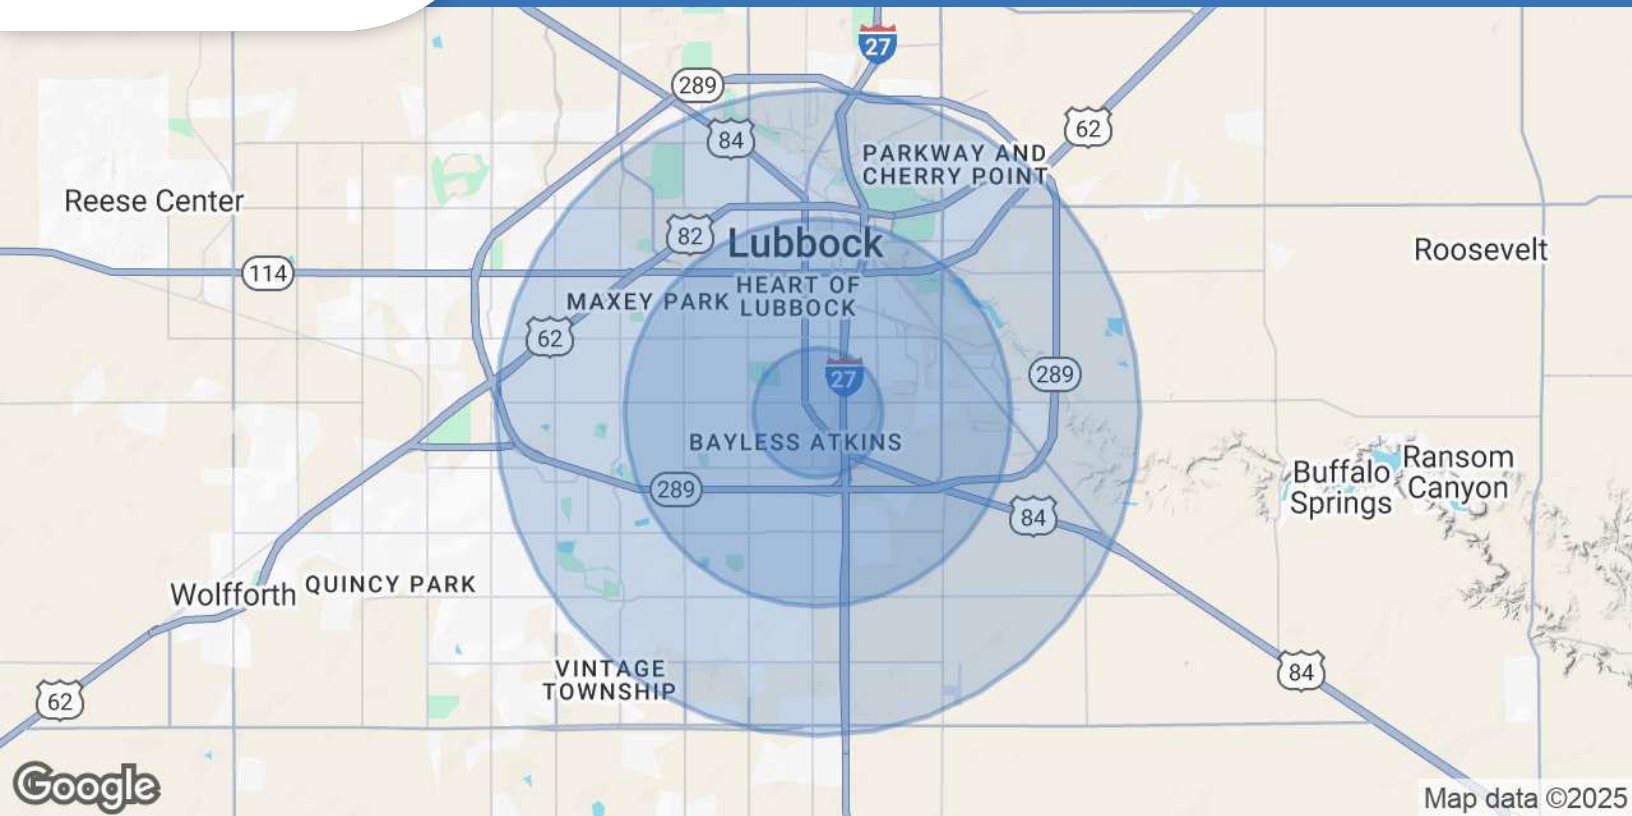 27
289
62
84
PARKWAY AND
CHERRY POINT
Reese Center
82
Lubbock
Roosevelt
114
HEART OF
LUBBOCK
MAXEY PARK
62
27
289
BAYLESS ATKINS
Buffalo
Springs
Ransom
Canyon
289
84
Wolfforth
QUINCY PARK
VINTAGE
TOWNSHIP
84
62
Google
Map data ©2025